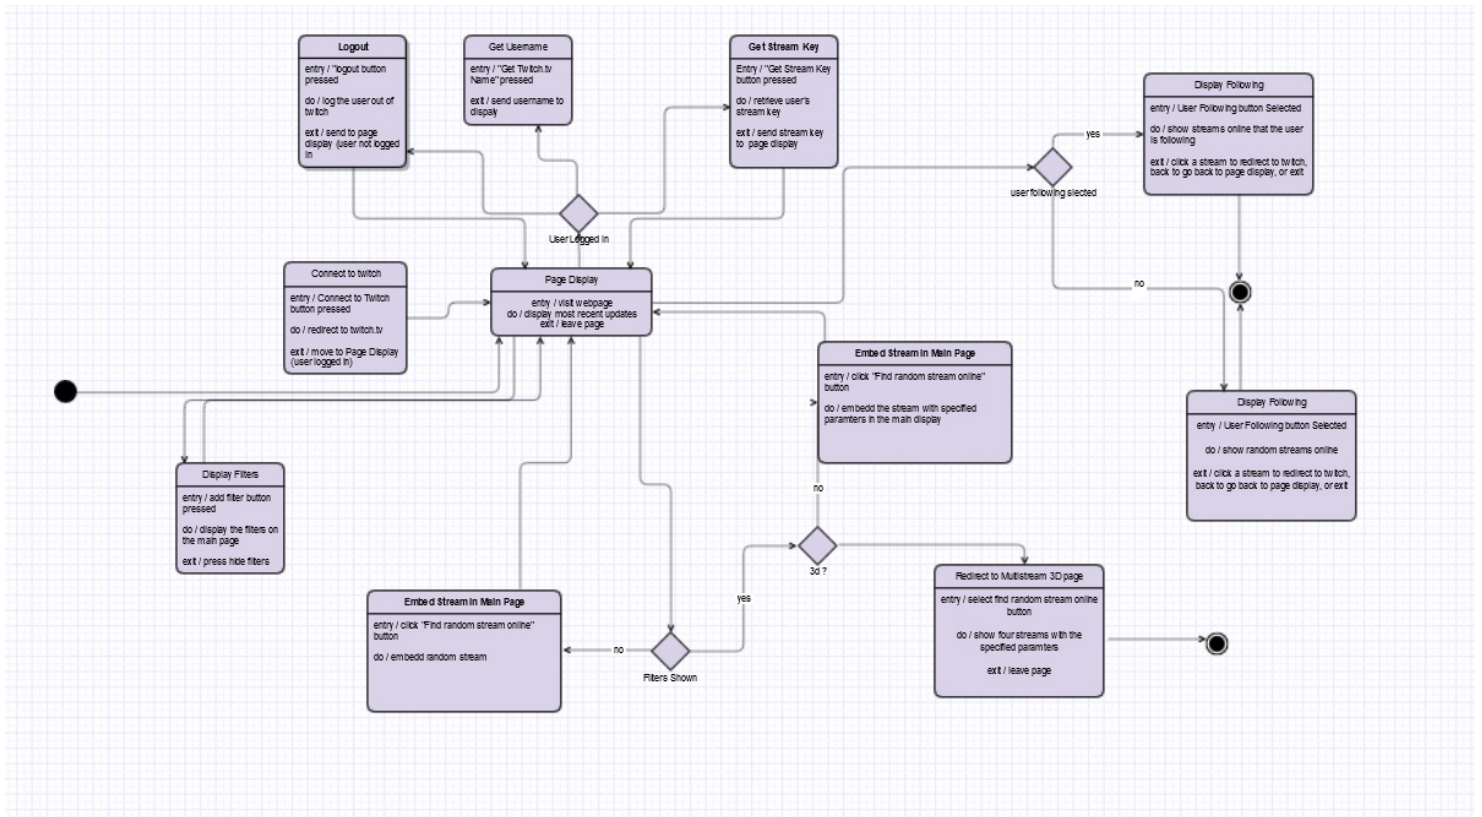 Logout
entry / "logout button
pressed
do / log the user out of
twitch
exit / send to page
display (user not logged
in
Get Username
entry / "Get Twitch.tv
Name" pressed
exit / send username to
dispaly
Get Stream Key
Entry / "Get Stream Key
button pressed
do / retrieve user's
stream key
exit / send stream key
to page display
Display Following
entry / User Following button Selected
do / show streams online that the user
is following
exit / click a stream to redirect to twitch,
back to go back to page display, or exit
yes
user following slected
no
User Logged In
Connect to twitch
entry / Connect to Twitch
button pressed
do / redirect to twitch.tv
exit / move to Page Display
(user logged in)
Page Display
entry / visit webpage
do / display most recent updates
exit / leave page
Embed Stream in Main Page
entry / click "Find random stream online"
button
do / embedd the stream with specified
paramters in the main display
Display Following
entry / User Following button Selected
do / show random streams online
exit / click a stream to redirect to twitch,
back to go back to page display, or exit
Display Filters
entry / add filter button
pressed
do / display the filters on
the main page
exit / press hide filters
no
3d ?
Redirect to Multistream 3D page
entry / select find random stream online
button
do / show four streams with the
specified paramters
exit / leave page
yes
Embed Stream in Main Page
entry / click "Find random stream online"
button
do / embedd random stream
no
Filters Shown